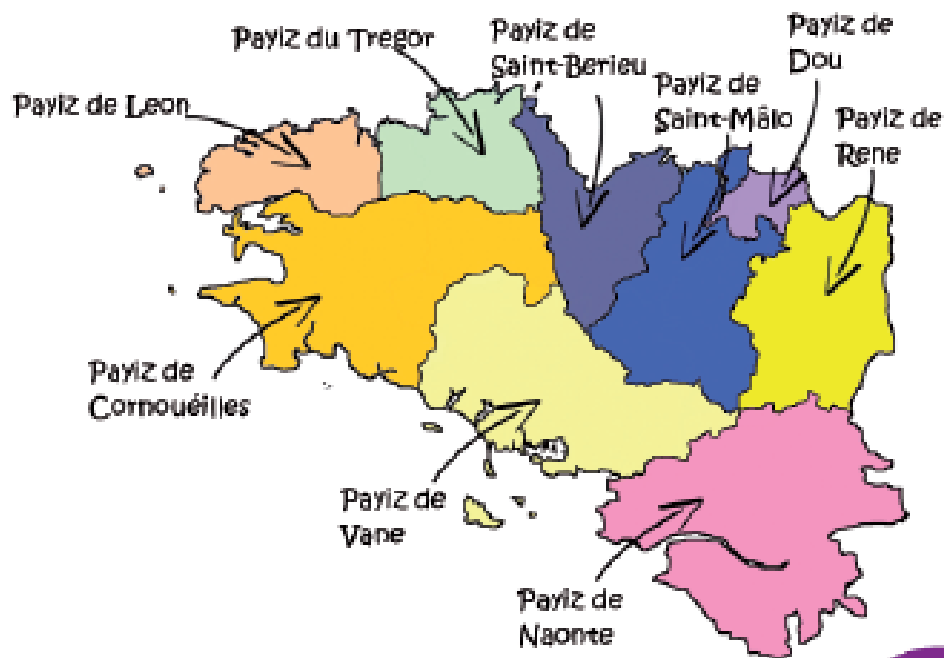 Payiz du Tregor
Payiz de
Saint-Berieu
Payiz de
Dou
Payiz de Leon
Payiz de
Saint-Mâlo
Payiz de
Rene
Payiz de
Cornouéilles
Payiz de
Vane
Payiz de
Naonte